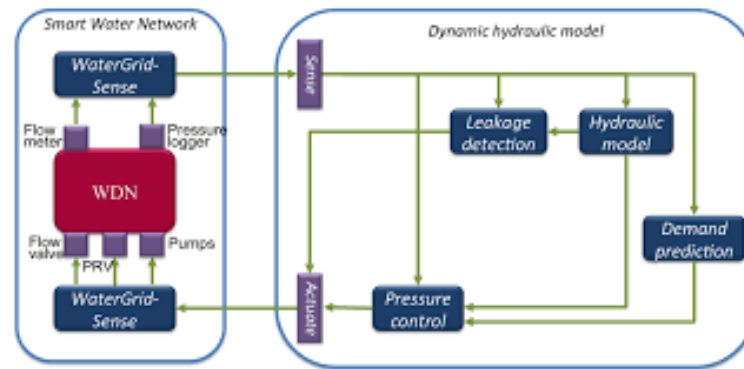 Smart Water Network
WaterGrid-
Sense
Flow
meter
Pressure
logger
WDN
Flow
valve
PRV
Pumps
WaterGrid-
Sense
Dynamic hydraulic model
Sense
Leakage
detection
Hydraulic
model
Demand
prediction
Actuate
Pressure
control